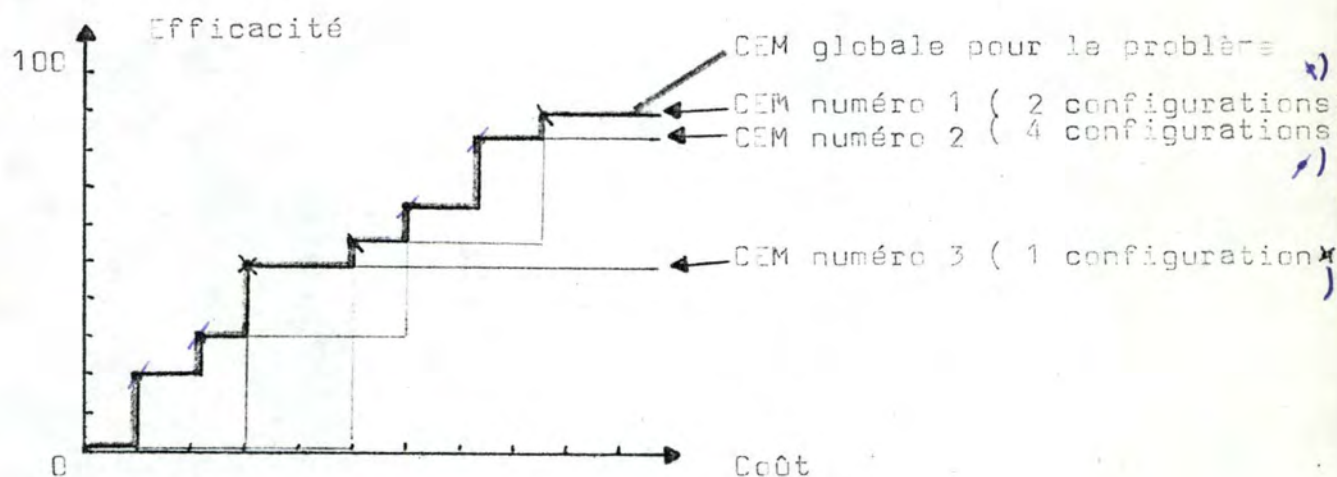 Efficacité
100
CEM globale pour le problème
CEM numéro 1 ( 2 configurations x)
CEM numéro 2 ( 4 configurations /)
CEM numéro 3 ( 1 configuration x )
0
Coût